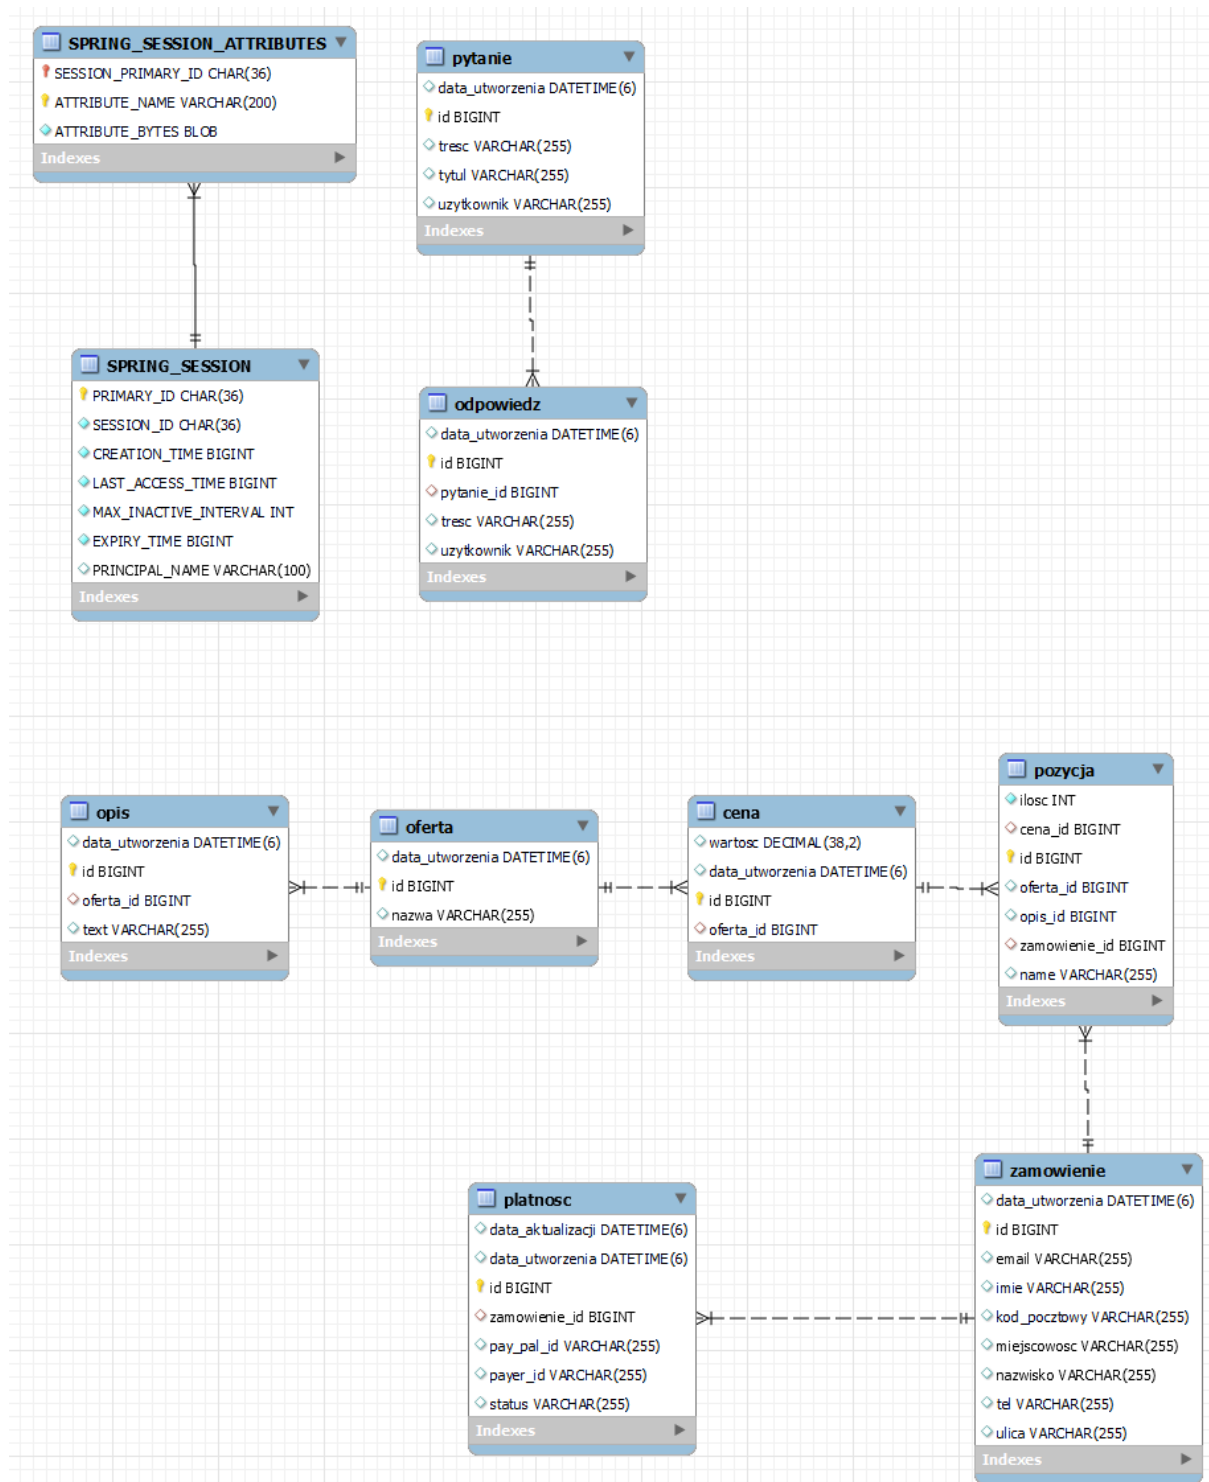 SPRING_SESSION_ATTRIBUTES
SESSION_PRIMARY_ID CHAR(36)
ATTRIBUTE_NAME VARCHAR(200)
ATTRIBUTE_BYTES BLOB
Indexes
pytanie
data_utworzenia DATETIME(6)
id BIGINT
tresc VARCHAR(255)
tytul VARCHAR(255)
uzytkownik VARCHAR(255)
Indexes
SPRING_SESSION
PRIMARY_ID CHAR(36)
SESSION_ID CHAR(36)
CREATION_TIME BIGINT
LAST_ACCESS_TIME BIGINT
MAX_INACTIVE_INTERVAL INT
EXPIRY_TIME BIGINT
PRINCIPAL_NAME VARCHAR(100)
Indexes
odpowiedz
data_utworzenia DATETIME(6)
id BIGINT
pytanie_id BIGINT
tresc VARCHAR(255)
uzytkownik VARCHAR(255)
Indexes
opis
data_utworzenia DATETIME(6)
id BIGINT
oferta_id BIGINT
text VARCHAR(255)
Indexes
oferta
data_utworzenia DATETIME(6)
id BIGINT
nazwa VARCHAR(255)
Indexes
cena
wartosc DECIMAL(38,2)
data_utworzenia DATETIME(6)
id BIGINT
oferta_id BIGINT
Indexes
pozycja
ilosc INT
cena_id BIGINT
id BIGINT
oferta_id BIGINT
opis_id BIGINT
zamowienie_id BIGINT
name VARCHAR(255)
Indexes
platnosc
data_aktualizacji DATETIME(6)
data_utworzenia DATETIME(6)
id BIGINT
zamowienie_id BIGINT
pay_pal_id VARCHAR(255)
payer_id VARCHAR(255)
status VARCHAR(255)
Indexes
zamowienie
data_utworzenia DATETIME(6)
id BIGINT
email VARCHAR(255)
imie VARCHAR(255)
kod_pocztowy VARCHAR(255)
miejscowosc VARCHAR(255)
nazwisko VARCHAR(255)
tel VARCHAR(255)
ulica VARCHAR(255)
Indexes